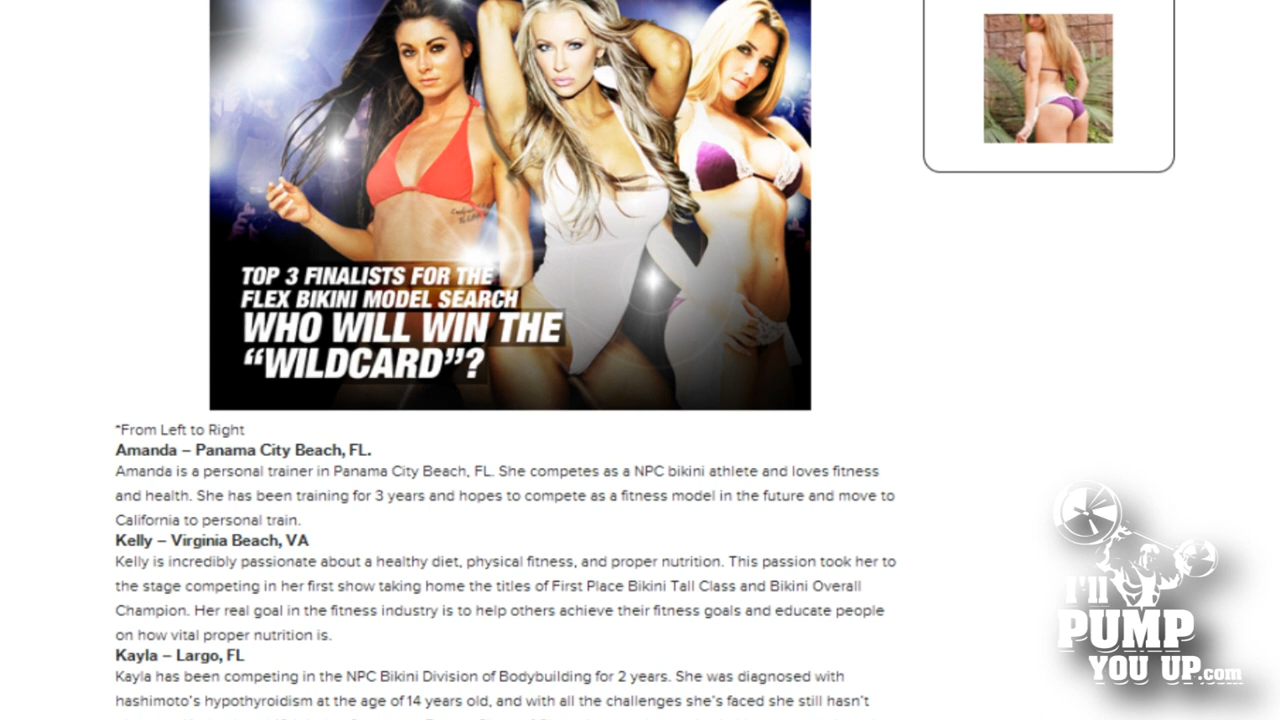 TOP 3 FINALISTS FOR THE
FLEX BIKINI MODEL SEARCH
WHO WILL WIN THE
“WILDCARD”?
*From Left to Right
Amanda – Panama City Beach, FL.
Amanda is a personal trainer in Panama City Beach, FL. She competes as a NPC bikini athlete and loves fitness
and health. She has been training for 3 years and hopes to compete as a fitness model in the future and move to
California to personal train.
Kelly – Virginia Beach, VA
Kelly is incredibly passionate about a healthy diet, physical fitness, and proper nutrition. This passion took her to
the stage competing in her first show taking home the titles of First Place Bikini Tall Class and Bikini Overall
Champion. Her real goal in the fitness industry is to help others achieve their fitness goals and educate people
on how vital proper nutrition is.
Kayla – Largo, FL
Kayla has been competing in the NPC Bikini Division of Bodybuilding for 2 years. She was diagnosed with
hashimoto's hypothyroidism at the age of 14 years old, and with all the challenges she's faced she still hasn't
I'll
PUMP
YOU UP.com